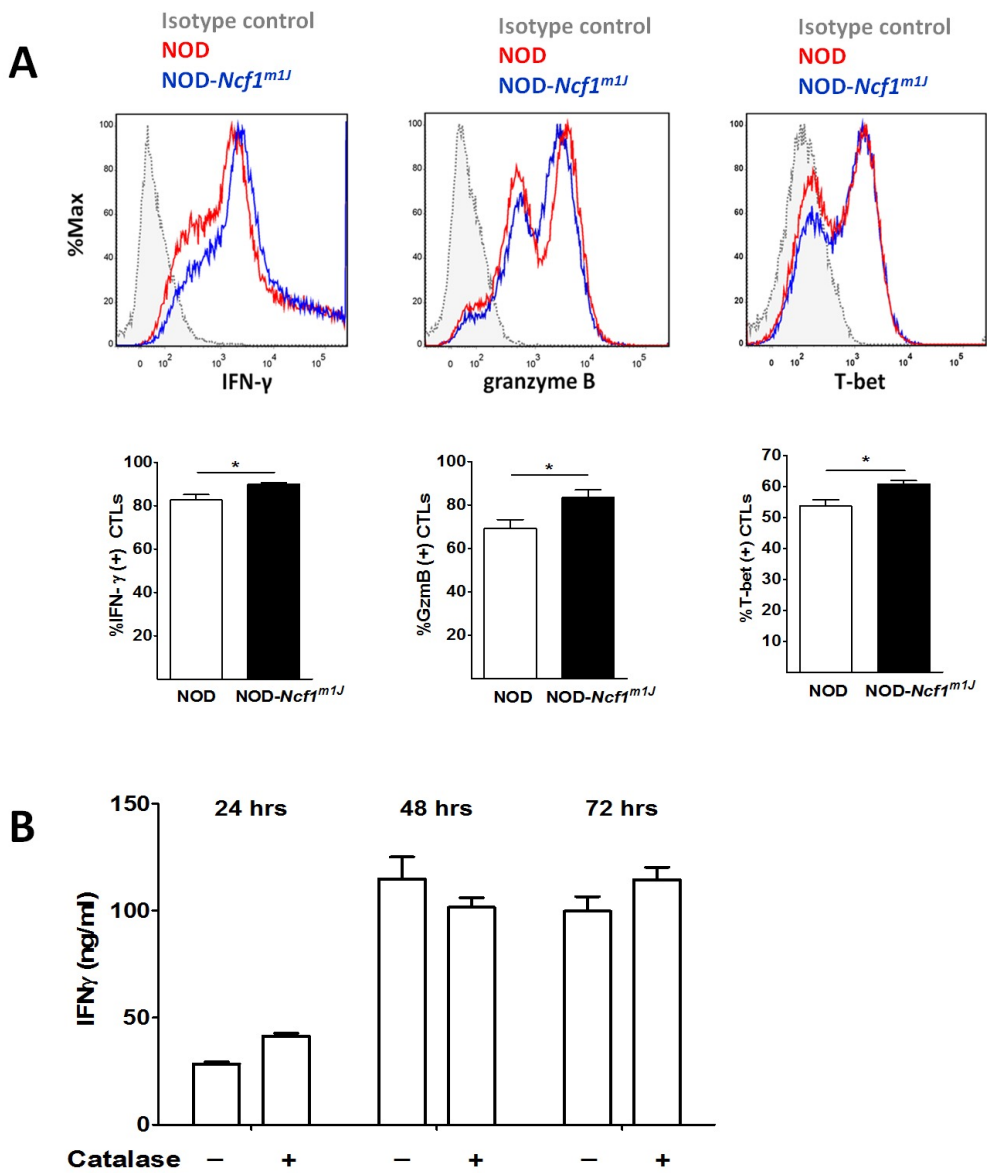 A
Isotype control
NOD
NOD-Ncf1m1J
Isotype control
NOD
NOD-Ncf1m1J
Isotype control
NOD
NOD-Ncf1m1J
%Max
100
80
60
40
20
0
0 10² 10³ 10⁴ 10⁵
IFN-γ
100
80
60
40
20
0
0 10² 10³ 10⁴ 10⁵
granzyme B
100
80
60
40
20
0
0 10² 10³ 10⁴ 10⁵
T-bet
%IFN-γ (+) CTLs
100
80
60
40
20
*
NOD NOD-Ncf1m1J
%GzmB (+) CTLs
100
80
60
40
20
*
NOD NOD-Ncf1m1J
%T-bet (+) CTLs
70
60
50
40
30
20
10
*
NOD NOD-Ncf1m1J
B
IFNγ (ng/ml)
150
100
50
0
24 hrs 48 hrs 72 hrs
Catalase – + – + – +